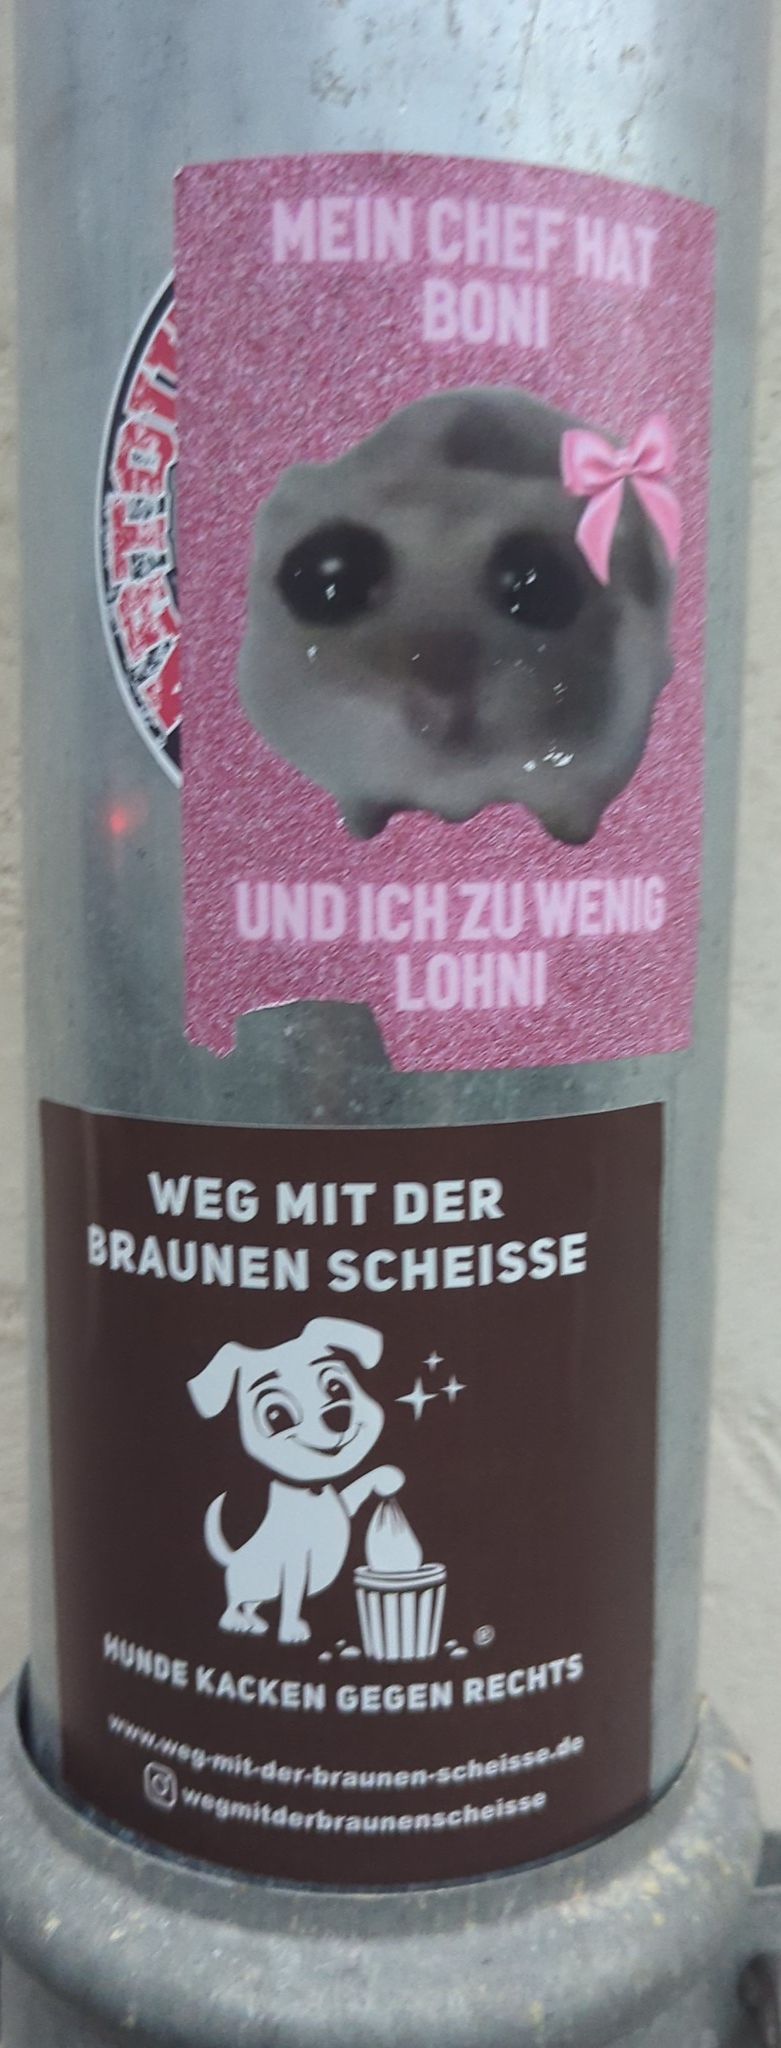 MEIN CHEF HAT
BONI
UND ICH ZU WENIG
LOHNI
WEG MIT DER
BRAUNEN SCHEISSE
HUNDE KACKEN GEGEN RECHTS
www.weg-mit-der-braunen-scheisse.de
wegmitderbraunenscheisse